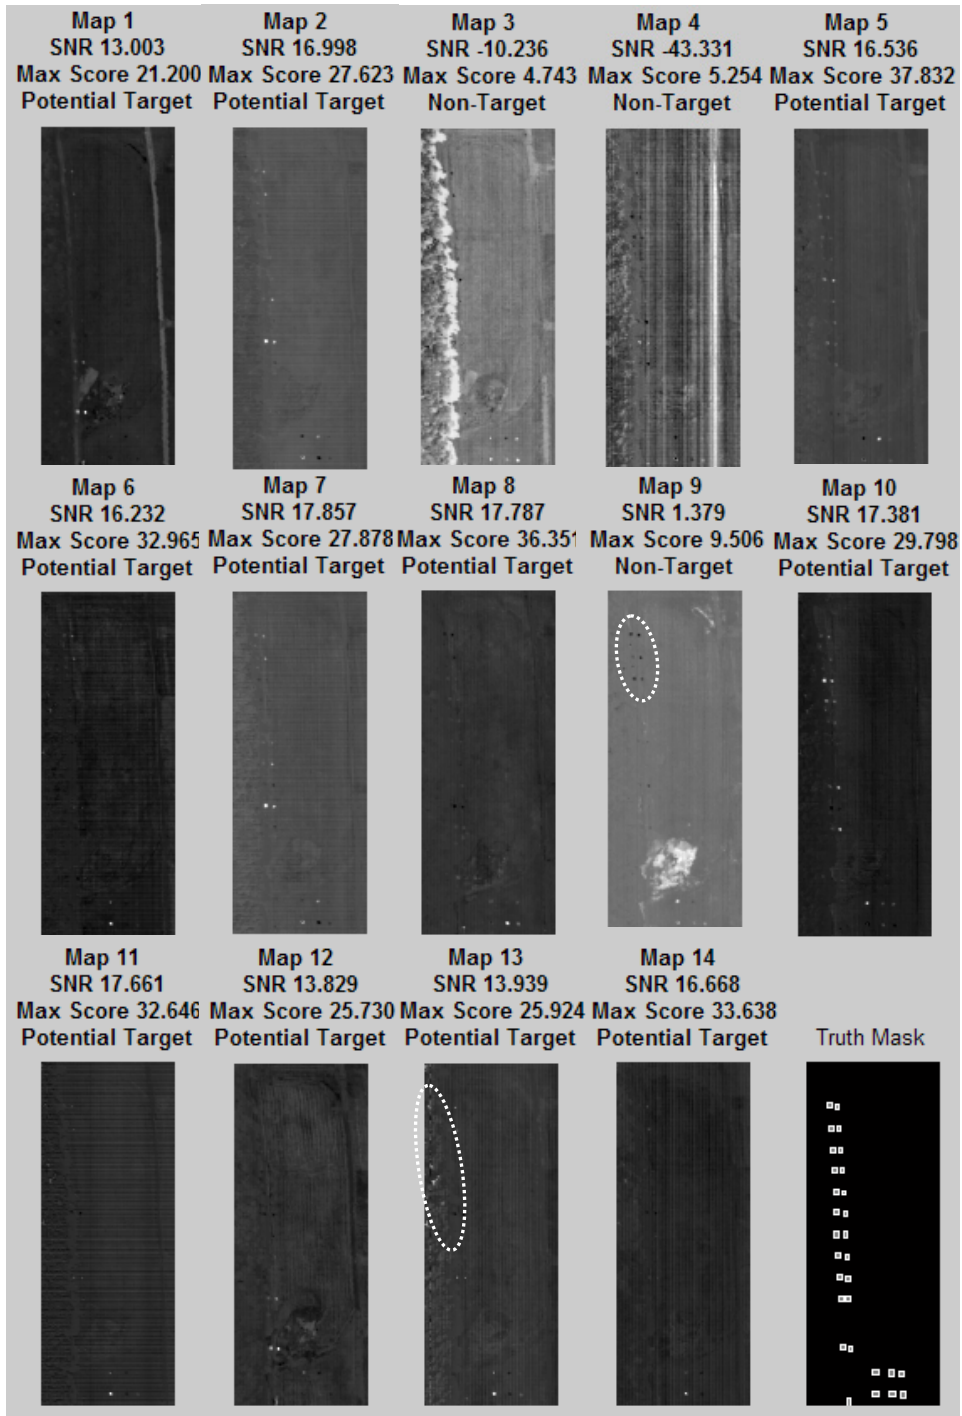 Map 1
SNR 13.003
Max Score 21.200
Potential Target
Map 2
SNR 16.998
Max Score 27.623
Potential Target
Map 3
SNR -10.236
Max Score 4.743
Non-Target
Map 4
SNR -43.331
Max Score 5.254
Non-Target
Map 5
SNR 16.536
Max Score 37.832
Potential Target
Map 6
SNR 16.232
Max Score 32.965
Potential Target
Map 7
SNR 17.857
Max Score 27.878
Potential Target
Map 8
SNR 17.787
Max Score 36.351
Potential Target
Map 9
SNR 1.379
Max Score 9.506
Non-Target
Map 10
SNR 17.381
Max Score 29.798
Potential Target
Map 11
SNR 17.661
Max Score 32.646
Potential Target
Map 12
SNR 13.829
Max Score 25.730
Potential Target
Map 13
SNR 13.939
Max Score 25.924
Potential Target
Map 14
SNR 16.668
Max Score 33.638
Potential Target
Truth Mask